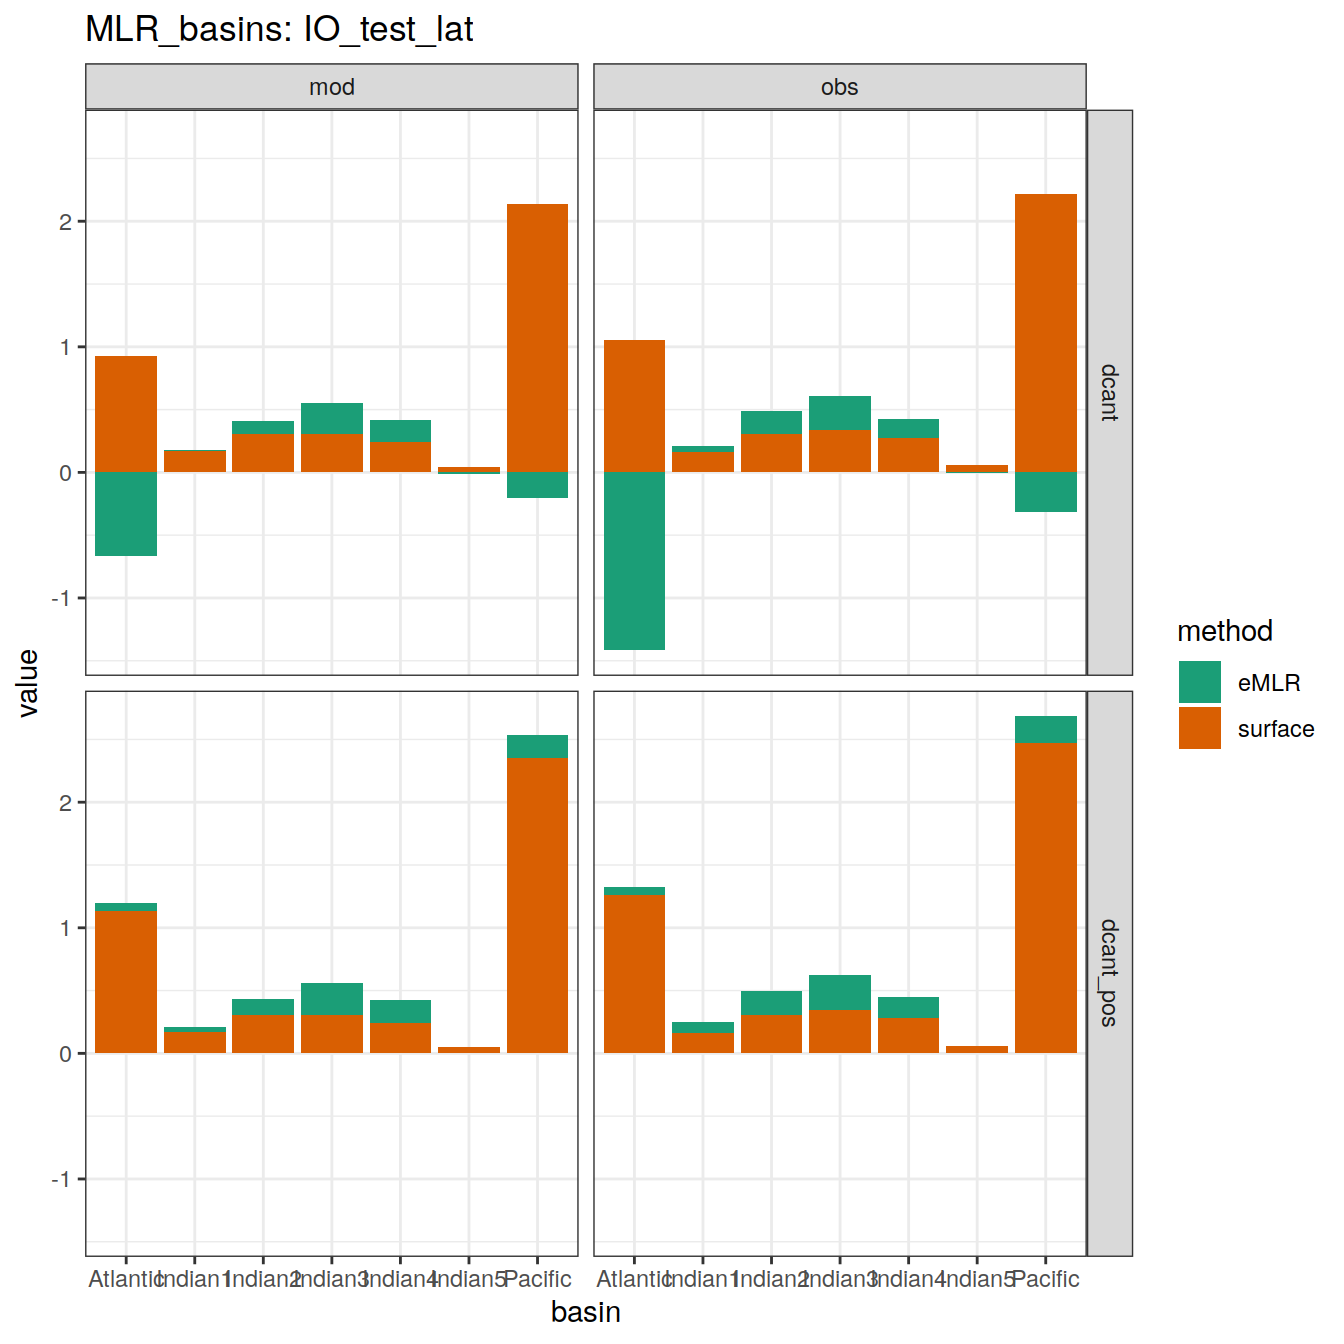 MLR_basins: IO_test_lat
mod
obs
2
1
0
-1
dcant
2
1
0
-1
dcant_pos
value
Atlantic Indian1 Indian2 Indian3 Indian4 Indian5 Pacific
Atlantic Indian1 Indian2 Indian3 Indian4 Indian5 Pacific
basin
method
eMLR
surface